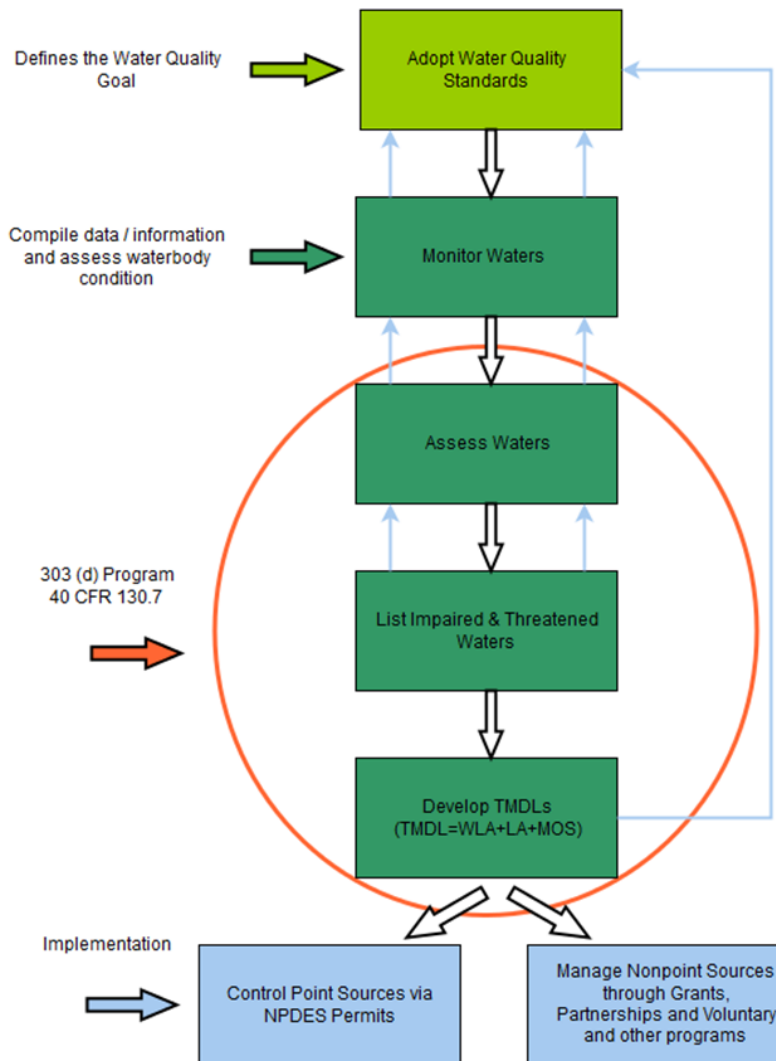 Defines the Water Quality
Goal
Adopt Water Quality
Standards
Compile data / information
and assess waterbody
condition
Monitor Waters
Assess Waters
303 (d) Program
40 CFR 130.7
List Impaired & Threatened
Waters
Develop TMDLs
(TMDL=WLA+LA+MOS)
Implementation
Control Point Sources via
NPDES Permits
Manage Nonpoint Sources
through Grants,
Partnerships and Voluntary
and other programs